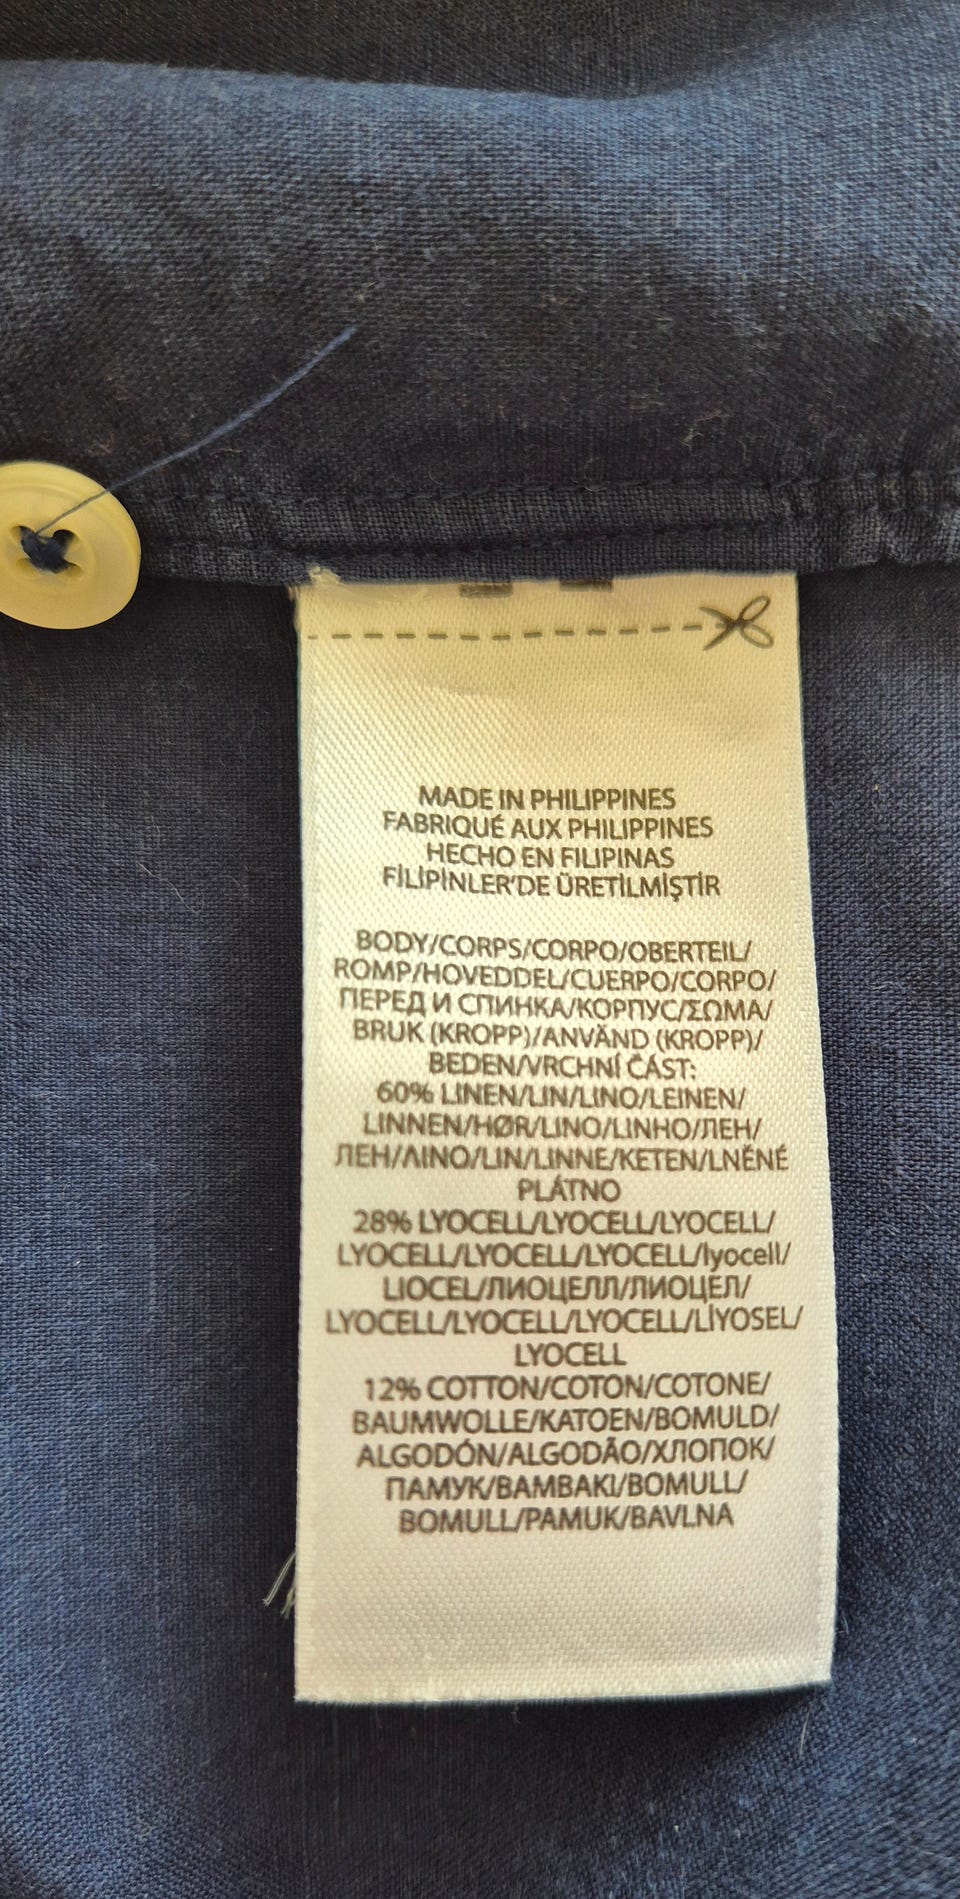 MADE IN PHILIPPINES
FABRIQUÉ AUX PHILIPPINES
HECHO EN FILIPINAS
FİLİPİNLER'DE ÜRETİLMİŞTİR
BODY/CORPS/CORPO/OBERTEIL/
ROMP/HOVEDDEL/CUERPO/CORPO/
ПЕРЕД И СПИНКА/КОРПУС/ΣΩΜΑ/
BRUK (KROPP)/ANVÄND (KROPP)/
BEDEN/VRCHNÍ ČÁST:
60% LINEN/LIN/LINO/LEINEN/
LINNEN/HØR/LINO/LINHO/ЛЕН/
ЛЕН/ΛΙΝΟ/LIN/LINNE/KETEN/LNĚNÉ
PLÁTNO
28% LYOCELL/LYOCELL/LYOCELL/
LYOCELL/LYOCELL/LYOCELL/lyocell/
LIOCEL/ЛИОЦЕЛЛ/ЛИОЦЕЛ/
LYOCELL/LYOCELL/LYOCELL/LİYOSEL/
LYOCELL
12% COTTON/COTON/COTONE/
BAUMWOLLE/KATOEN/BOMULD/
ALGODÓN/ALGODÃO/ХЛОПОК/
ПАМУК/ΒΑΜΒΑΚΙ/BOMULL/
BOMULL/PAMUK/BAVLNA